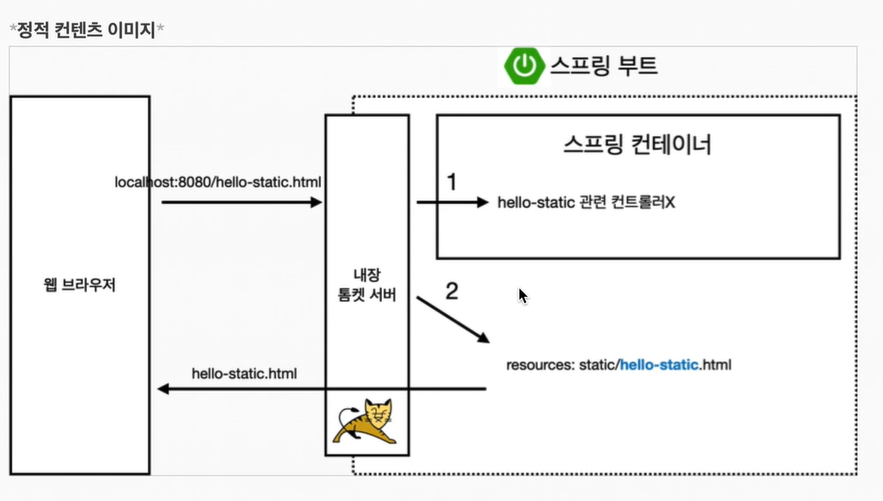 *정적 컨텐츠 이미지*
스프링 부트
스프링 컨테이너
localhost:8080/hello-static.html
1
hello-static 관련 컨트롤러X
웹 브라우저
내장
톰켓 서버
2
resources: static/hello-static.html
hello-static.html